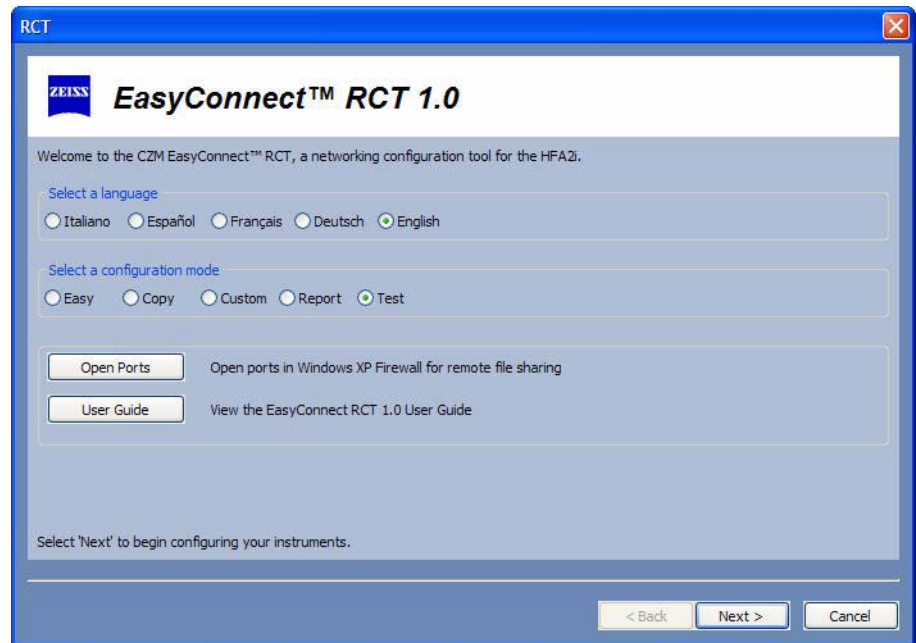 RCT
ZEISS
EasyConnect™ RCT 1.0
Welcome to the CZM EasyConnect™ RCT, a networking configuration tool for the HFA2i.
Select a language
Italiano Español Français Deutsch English
Select a configuration mode
Easy Copy Custom Report Test
Open Ports Open ports in Windows XP Firewall for remote file sharing
User Guide View the EasyConnect RCT 1.0 User Guide
Select 'Next' to begin configuring your instruments.
< Back Next > Cancel